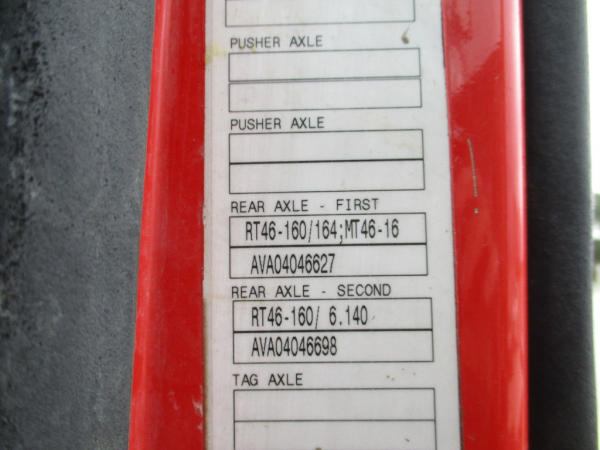 PUSHER AXLE
PUSHER AXLE
REAR AXLE - FIRST
RT46-160/164;MT46-16
AVA04046627
REAR AXLE - SECOND
RT46-160/ 6.140
AVA04046698
TAG AXLE